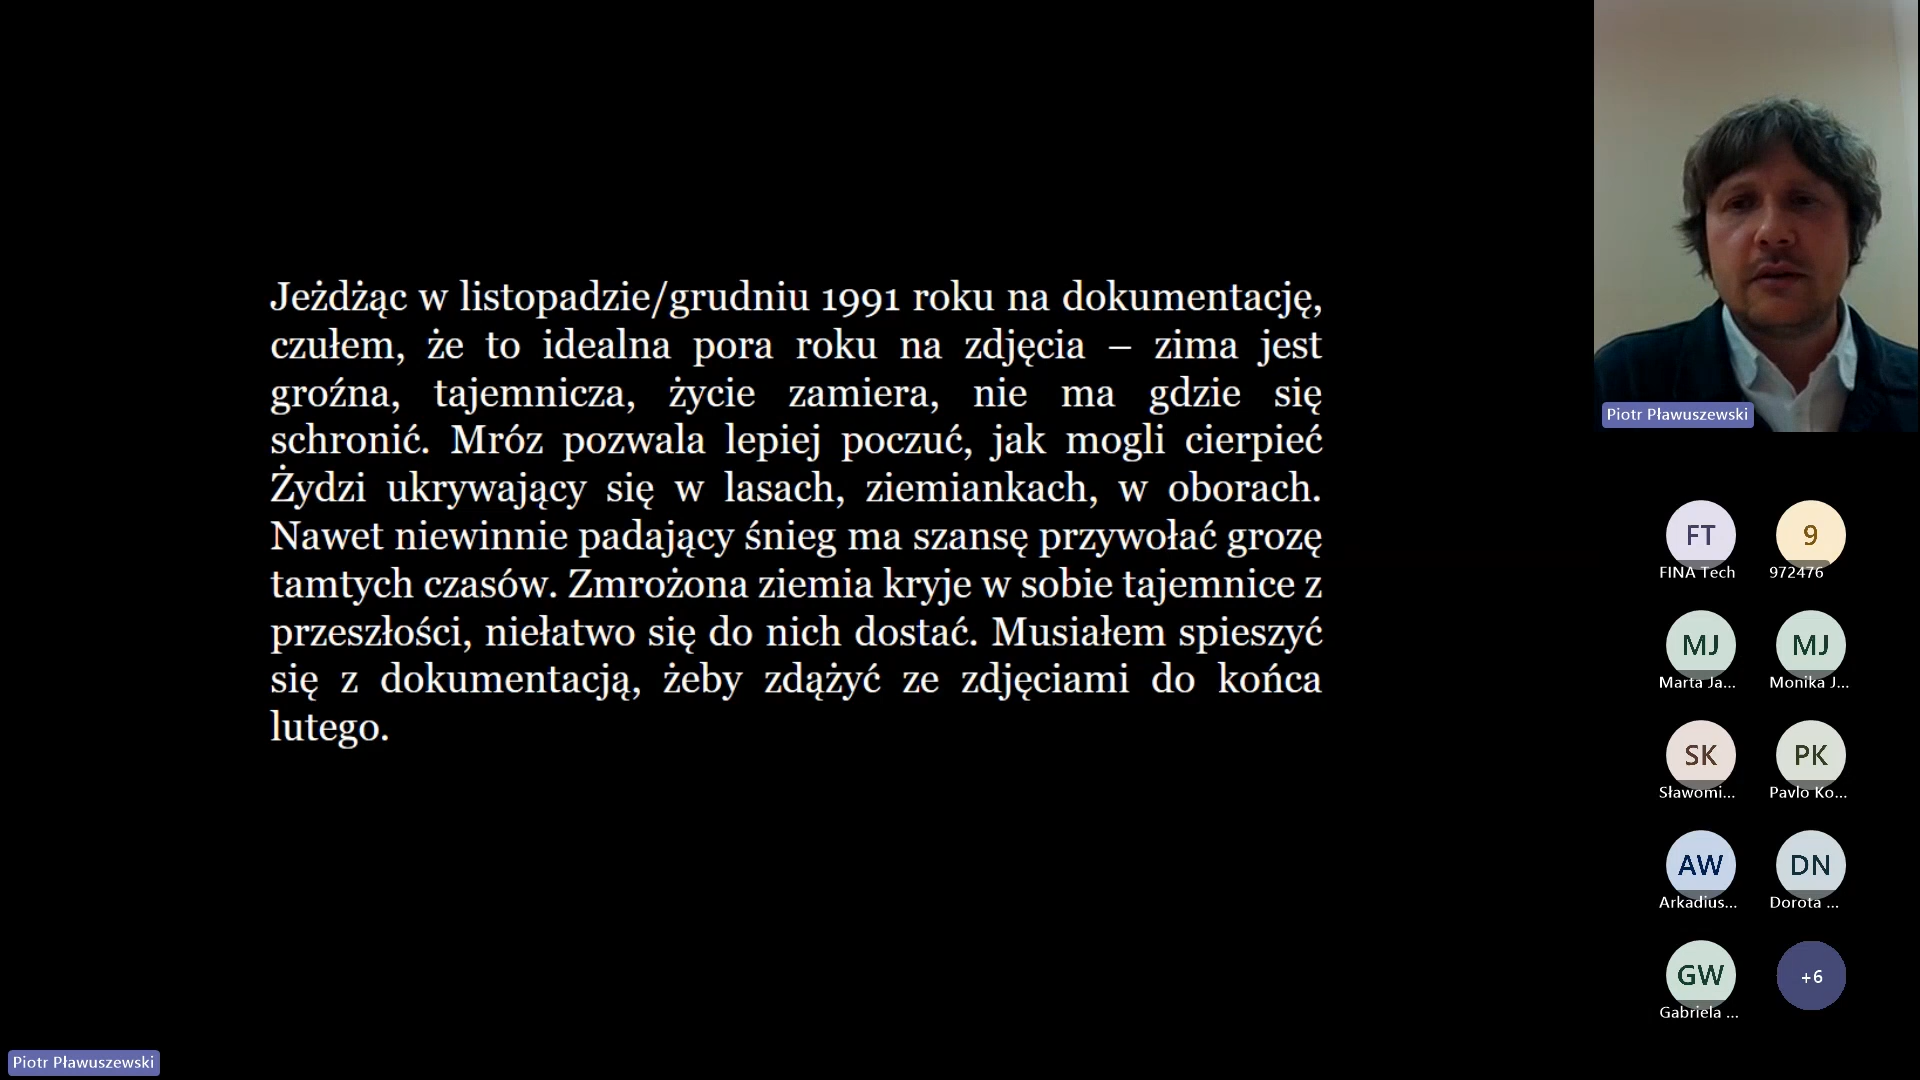 Jeżdżąc w listopadzie/grudniu 1991 roku na dokumentację,
czułem, że to idealna pora roku na zdjęcia – zima jest
groźna, tajemnicza, życie zamiera, nie ma gdzie się
schronić. Mróz pozwala lepiej poczuć, jak mogli cierpieć
Żydzi ukrywający się w lasach, ziemiankach, w oborach.
Nawet niewinnie padający śnieg ma szansę przywołać grozę
tamtych czasów. Zmrożona ziemia kryje w sobie tajemnice z
przeszłości, niełatwo się do nich dostać. Musiałem spieszyć
się z dokumentacją, żeby zdążyć ze zdjęciami do końca
lutego.
Piotr Pławuszewski
FT
FINA Tech
9
972476
MJ
Marta Ja...
MJ
Monika J...
SK
Sławomi...
PK
Pavlo Ko...
AW
Arkadius...
DN
Dorota ...
GW
Gabriela ...
+6
Piotr Pławuszewski